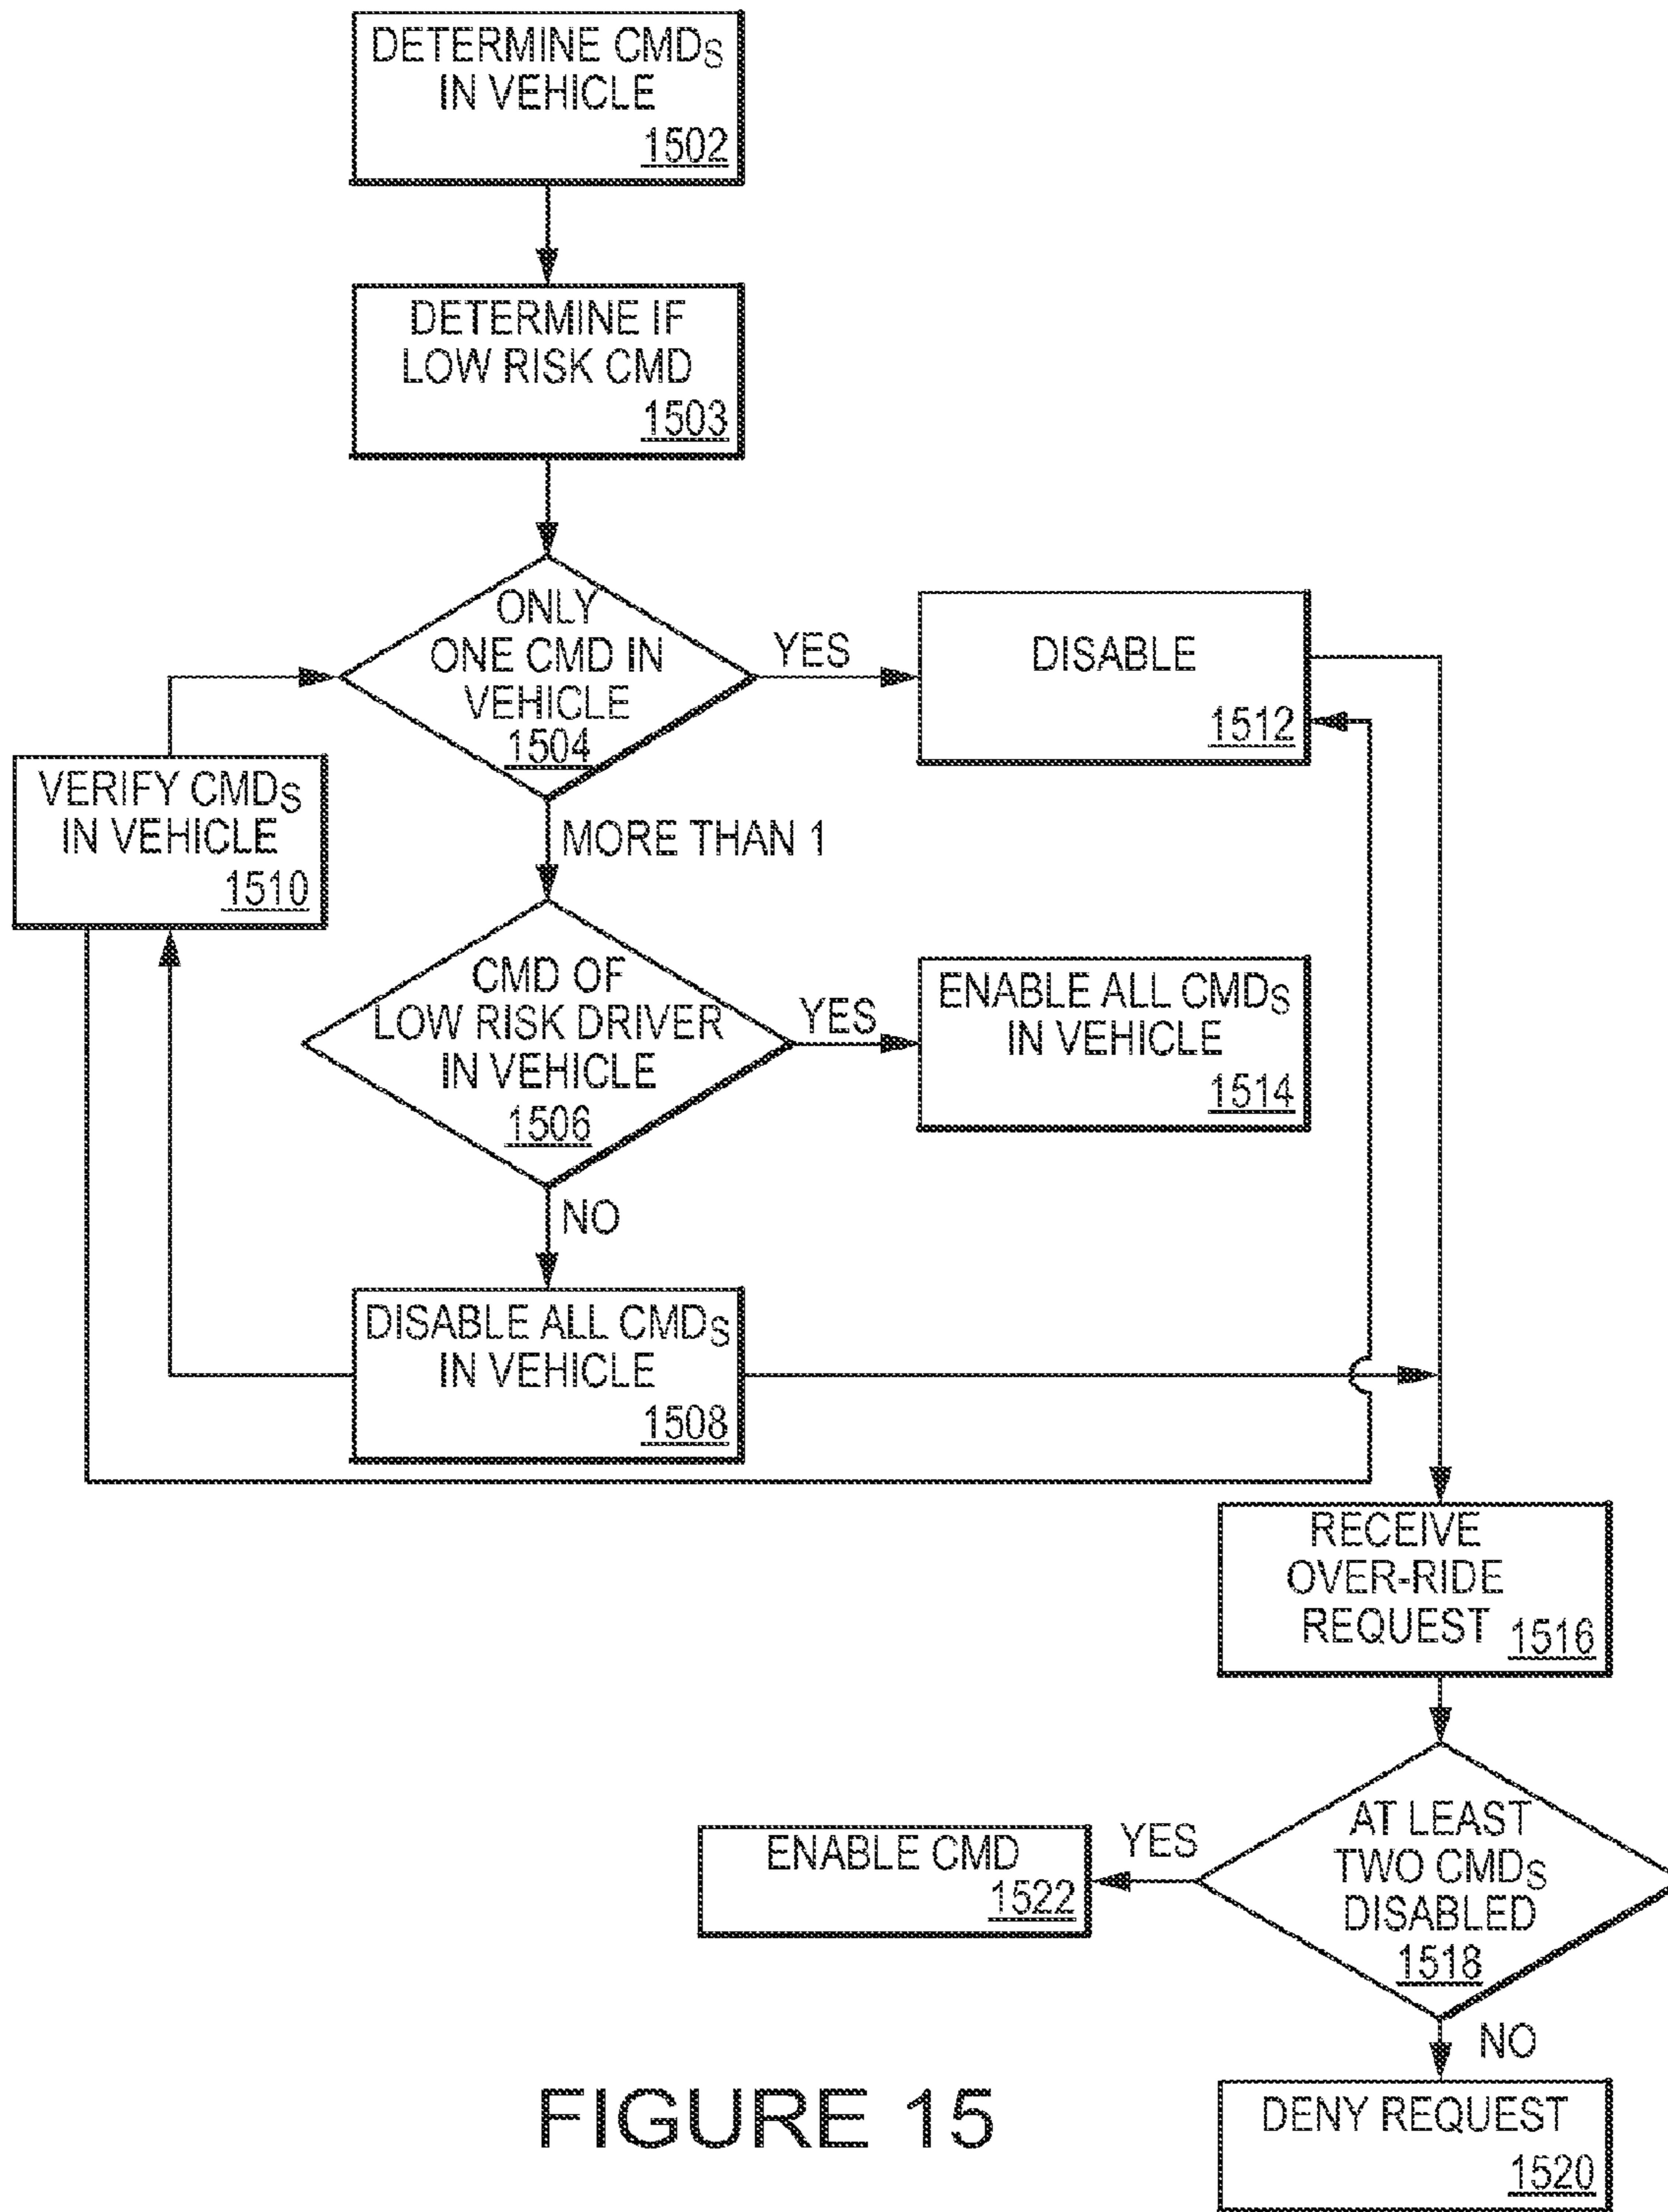 DETERMINE CMDS
IN VEHICLE
1502
DETERMINE IF
LOW RISK CMD
1503
ONLY
ONE CMD IN
VEHICLE
1504
YES
DISABLE
1512
VERIFY CMDS
IN VEHICLE
1510
MORE THAN 1
CMD OF
LOW RISK DRIVER
IN VEHICLE
1506
YES
ENABLE ALL CMDS
IN VEHICLE
1514
NO
DISABLE ALL CMDS
IN VEHICLE
1508
RECEIVE
OVER-RIDE
REQUEST
1516
AT LEAST
TWO CMDS
DISABLED
1518
YES
ENABLE CMD
1522
NO
DENY REQUEST
1520
FIGURE 15